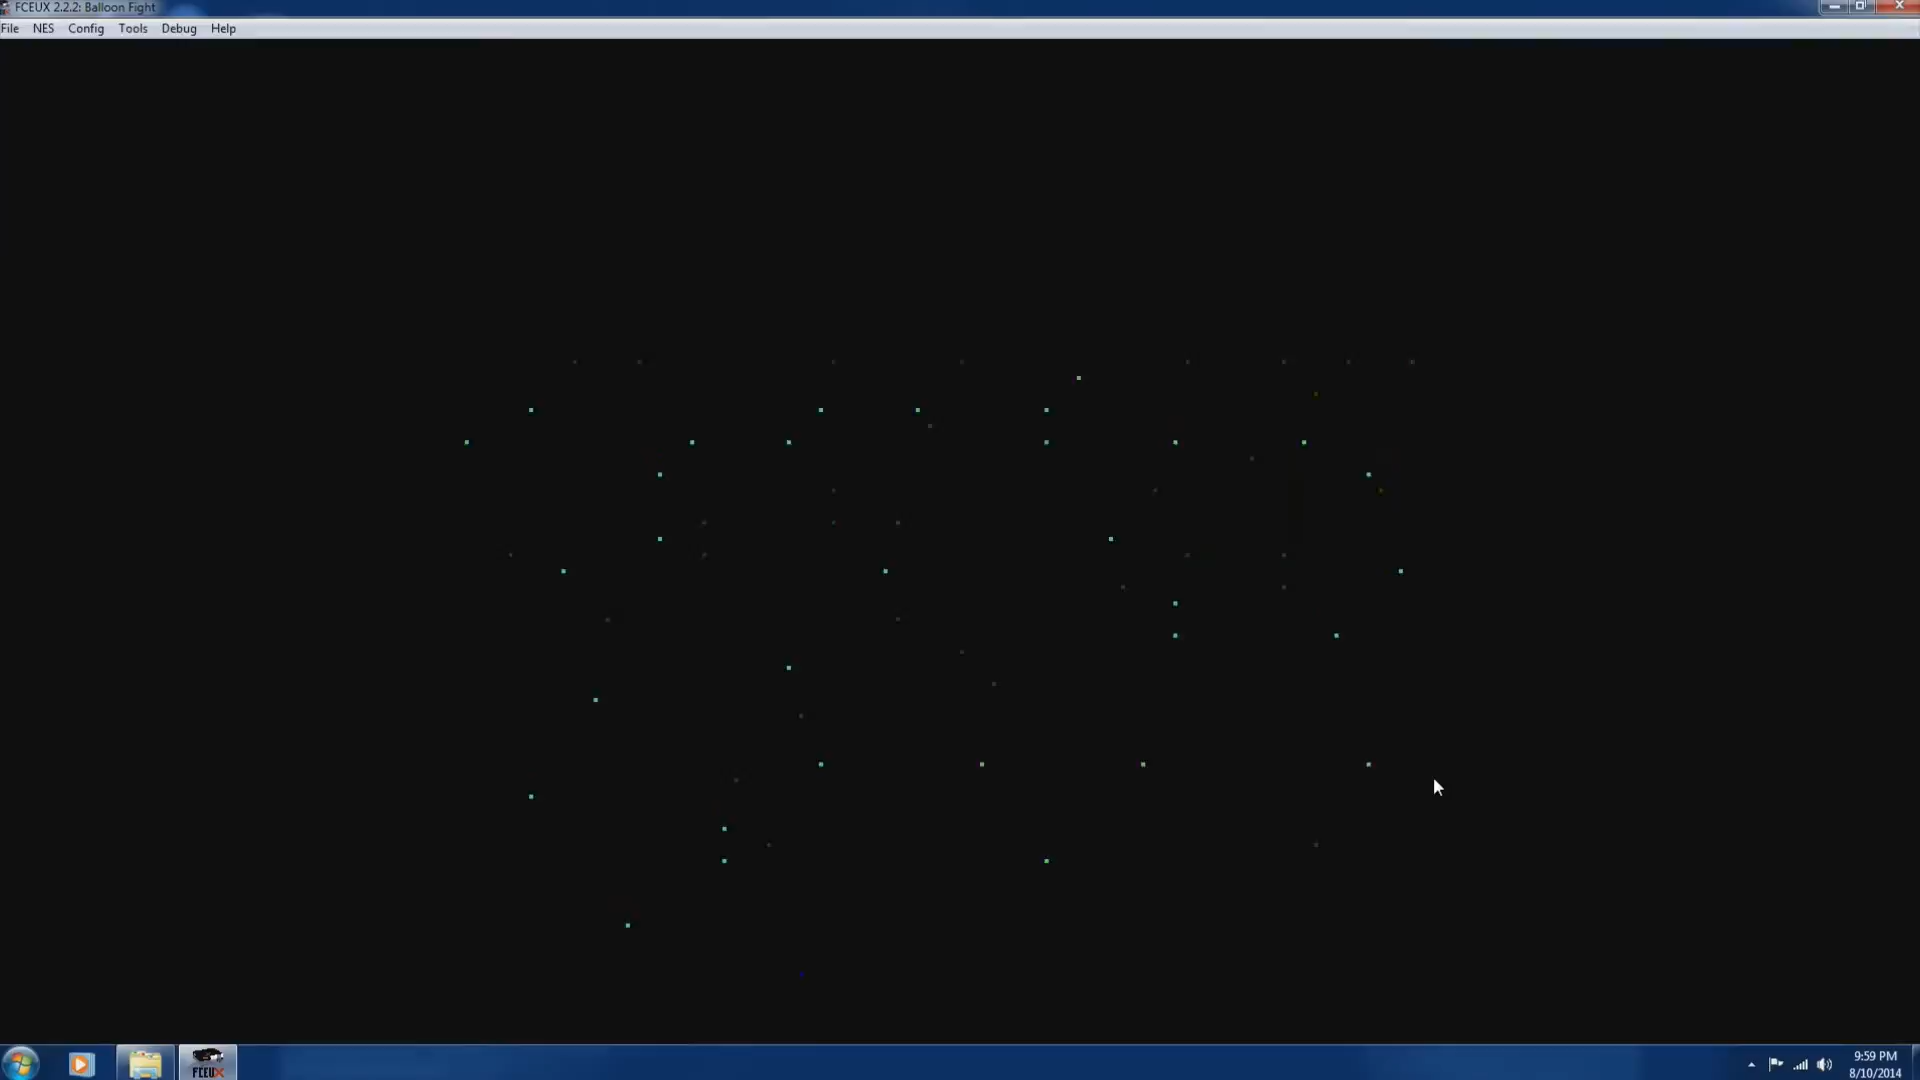 FCEUX 2.2.2: Balloon Fight
File NES Config Tools Debug Help
FCEUX
9:59 PM
8/10/2014